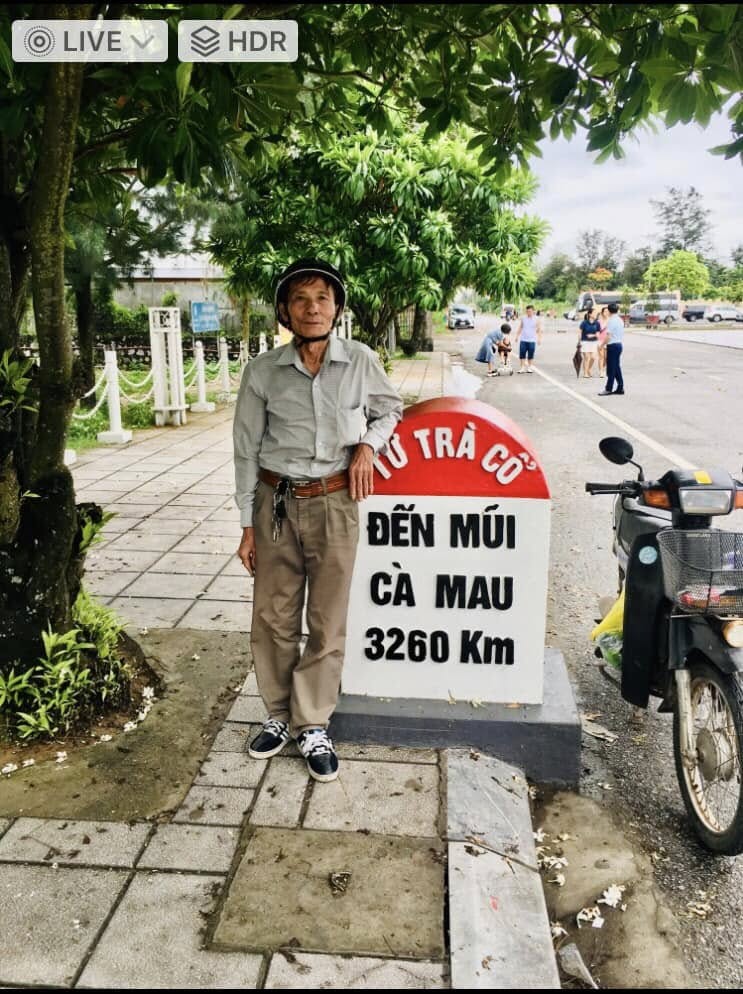 LIVE
HDR
TỪ TRÀ CỔ
ĐẾN MŨI
CÀ MAU
3260 Km